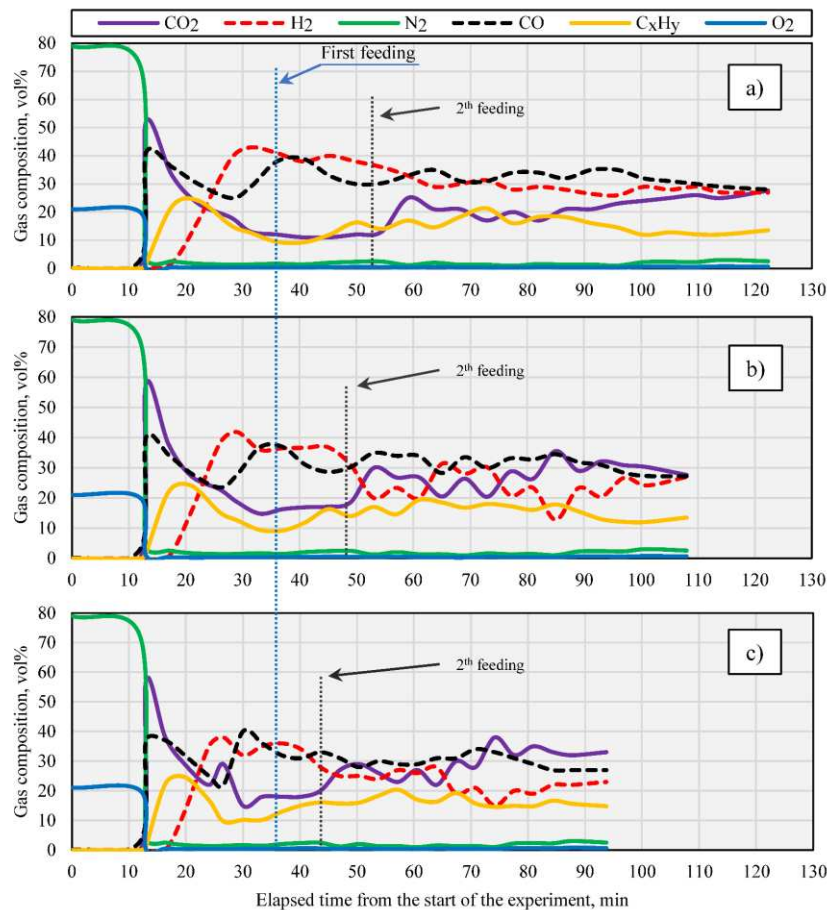 CO2 H2 N2 CO CxHy O2
First feeding
a)
2th feeding
Gas composition, vol%
80
70
60
50
40
30
20
10
0
0 10 20 30 40 50 60 70 80 90 100 110 120 130
b)
2th feeding
Gas composition, vol%
80
70
60
50
40
30
20
10
0
0 10 20 30 40 50 60 70 80 90 100 110 120 130
c)
2th feeding
Gas composition, vol%
80
70
60
50
40
30
20
10
0
0 10 20 30 40 50 60 70 80 90 100 110 120 130
Elapsed time from the start of the experiment, min